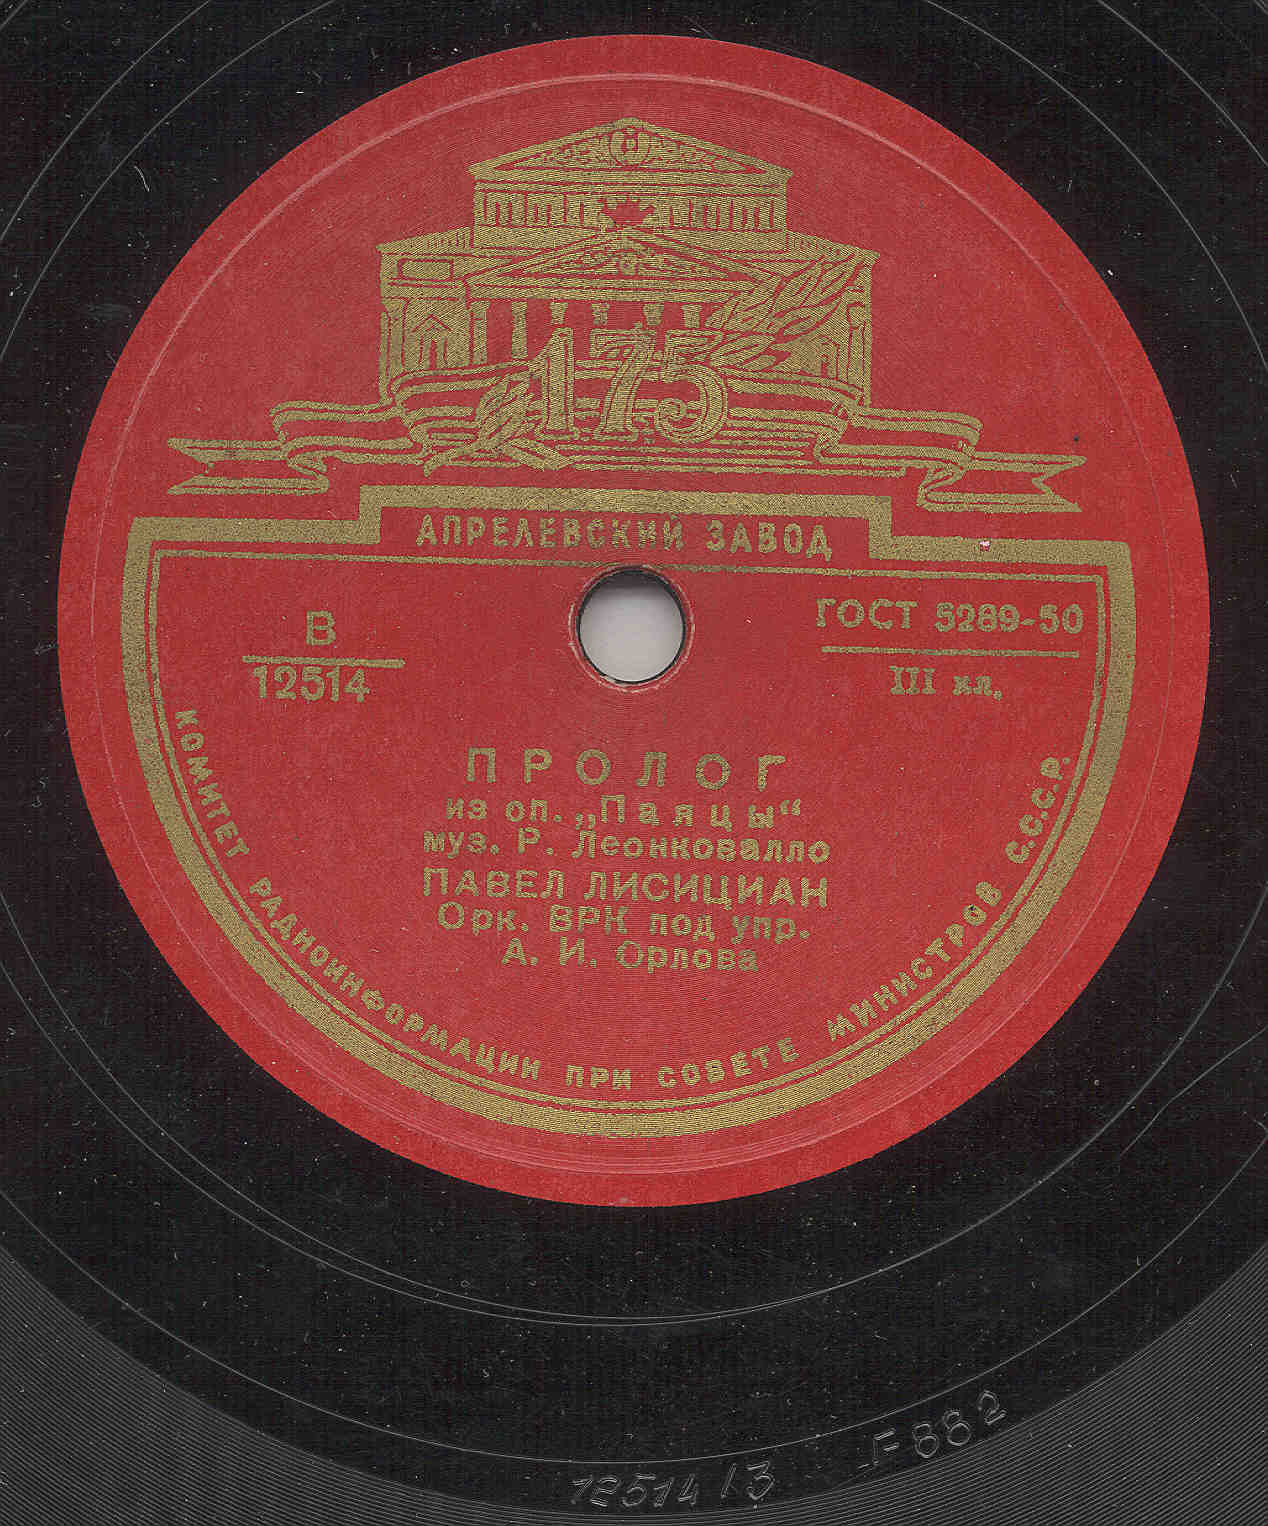 175
АПРЕЛЕВСКИЙ ЗАВОД
В
12514
ГОСТ 5289-50
III кл.
ПРОЛОГ
из оп. „Паяцы“
муз. Р. Леонковалло
ПАВЕЛ ЛИСИЦИАН
Орк. ВРК под упр.
А. И. Орлова
КОМИТЕТ РАДИОИНФОРМАЦИИ ПРИ СОВЕТЕ МИНИСТРОВ С.С.С.Р.
12514 13
F882